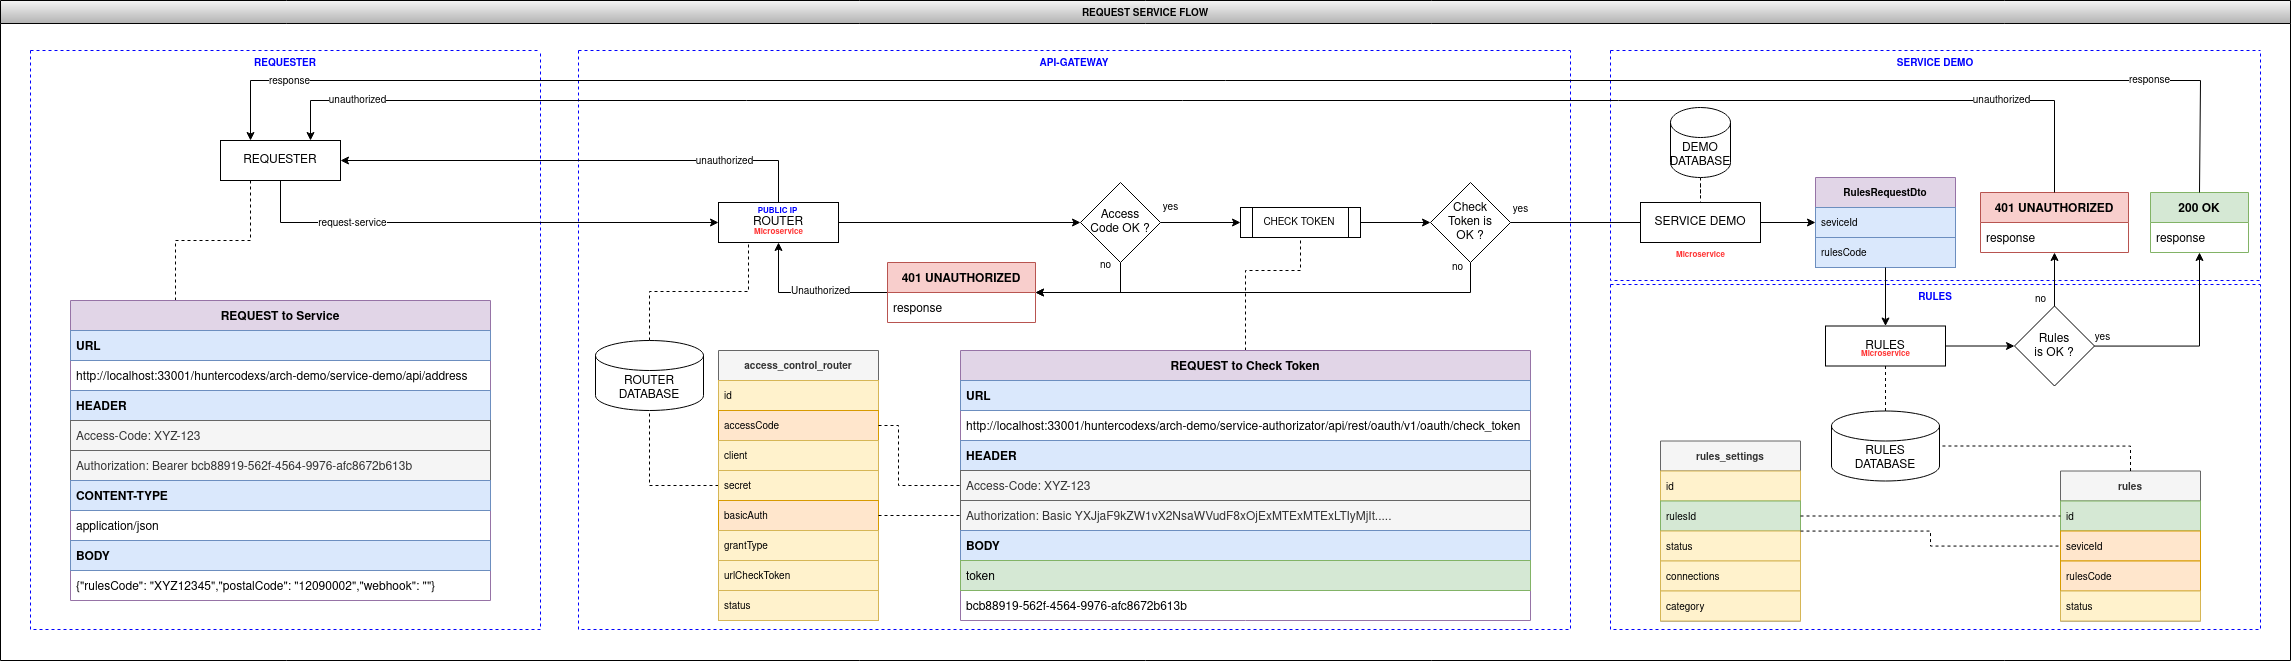 REQUEST SERVICE FLOW
REQUESTER
response
unauthorized
REQUESTER
request-service
REQUEST to Service
URL
http://localhost:33001/huntercodexs/arch-demo/service-demo/api/address
HEADER
Access-Code: XYZ-123
Authorization: Bearer bcb88919-562f-4564-9976-afc8672b613b
CONTENT-TYPE
application/json
BODY
{"rulesCode": "XYZ12345","postalCode": "12090002","webhook": ""}
API-GATEWAY
unauthorized
PUBLIC IP
ROUTER
Microservice
Access
Code OK ?
yes
no
CHECK TOKEN
Check
Token is
OK ?
yes
no
Unauthorized
401 UNAUTHORIZED
response
ROUTER
DATABASE
access_control_router
id
accessCode
client
secret
basicAuth
grantType
urlCheckToken
status
REQUEST to Check Token
URL
http://localhost:33001/huntercodexs/arch-demo/service-authorizator/api/rest/oauth/v1/oauth/check_token
HEADER
Access-Code: XYZ-123
Authorization: Basic YXJjaF9kZW1vX2NsaWVudF8xOjExMTExMTExLTIyMjIt.....
BODY
token
bcb88919-562f-4564-9976-afc8672b613b
SERVICE DEMO
response
unauthorized
DEMO
DATABASE
SERVICE DEMO
Microservice
RulesRequestDto
seviceId
rulesCode
401 UNAUTHORIZED
response
200 OK
response
RULES
no
RULES
Microservice
Rules
is OK ?
yes
RULES
DATABASE
rules_settings
id
rulesId
status
connections
category
rules
id
seviceId
rulesCode
status